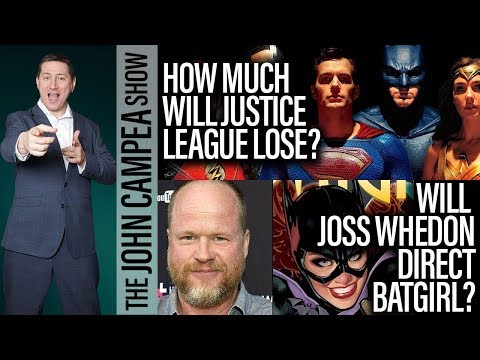 THE JOHN CAMPEA SHOW
HOW MUCH
WILL JUSTICE
LEAGUE LOSE?
WILL
JOSS WHEDON
DIRECT
BATGIRL?